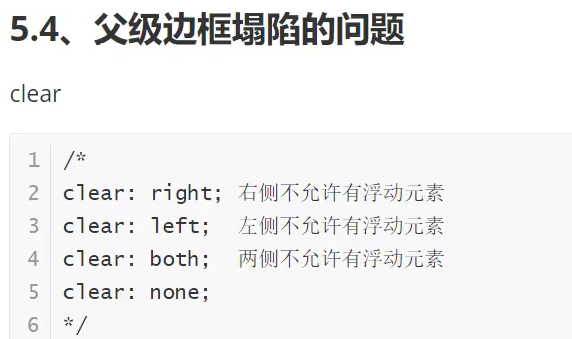 5.4、父级边框塌陷的问题
clear
1 /*
2 clear: right; 右侧不允许有浮动元素
3 clear: left; 左侧不允许有浮动元素
4 clear: both; 两侧不允许有浮动元素
5 clear: none;
6 */